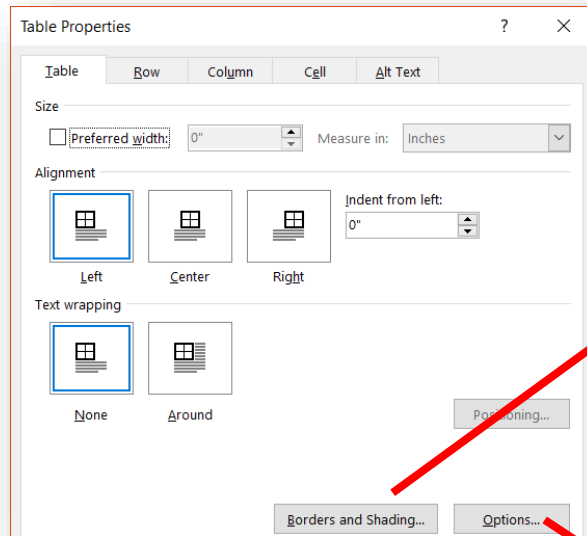 Table Properties ? 
Table Row Column Cell Alt Text
Size
Preferred width: 0" Measure in: Inches
Alignment
Indent from left:
0"
Left Center Right
Text wrapping
None Around
Positioning...
Borders and Shading... Options...